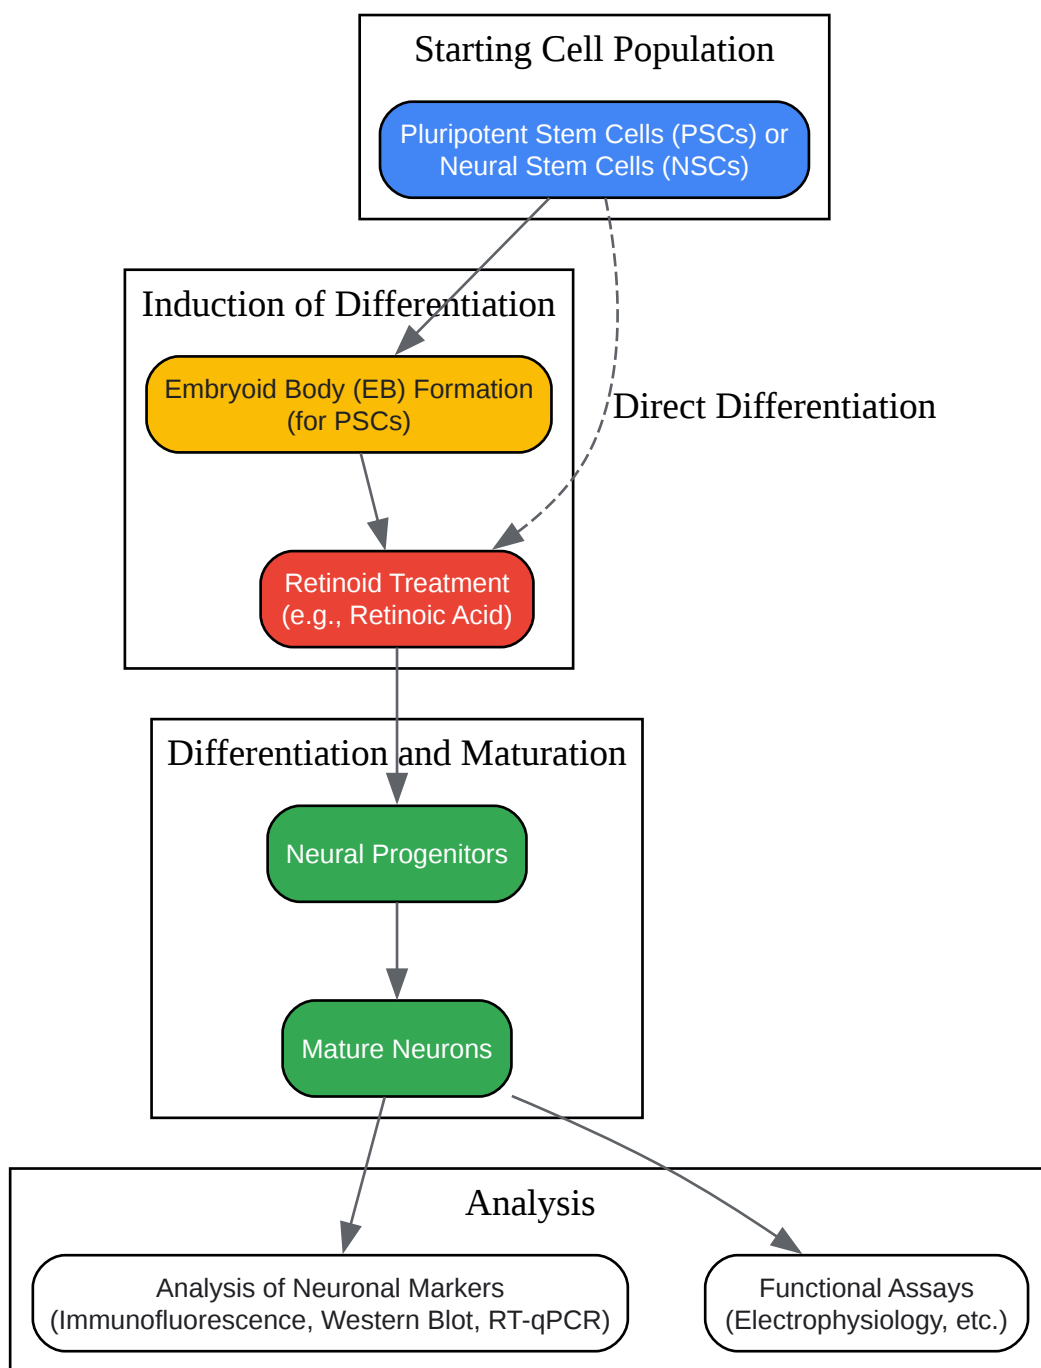 Starting Cell Population
Pluripotent Stem Cells (PSCs) or
Neural Stem Cells (NSCs)
Induction of Differentiation
Embryoid Body (EB) Formation
(for PSCs)
Direct Differentiation
Retinoid Treatment
(e.g., Retinoic Acid)
Differentiation and Maturation
Neural Progenitors
Mature Neurons
Analysis
Analysis of Neuronal Markers
(Immunofluorescence, Western Blot, RT-qPCR)
Functional Assays
(Electrophysiology, etc.)